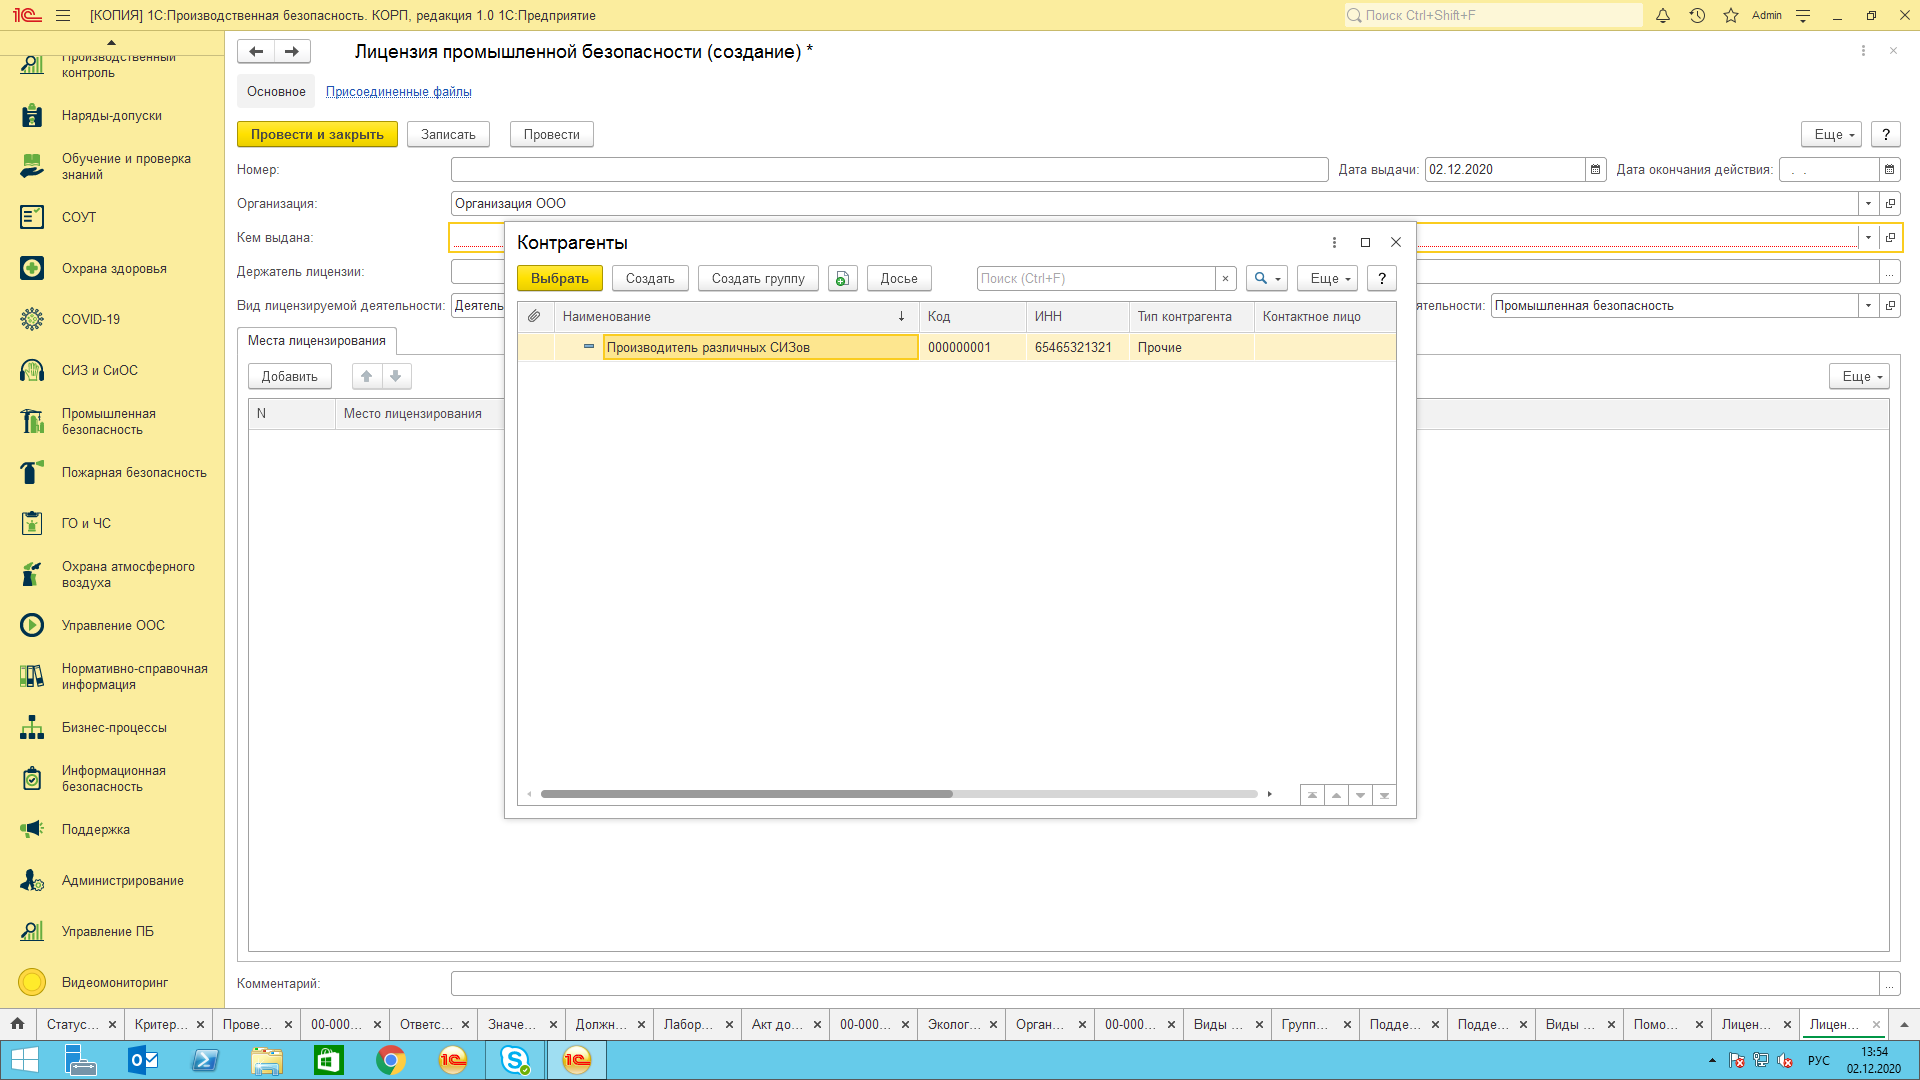 [КОПИЯ] 1С:Производственная безопасность. КОРП, редакция 1.0 1С:Предприятие
Поиск Ctrl+Shift+F
Admin
Производственный
контроль
Наряды-допуски
Обучение и проверка
знаний
СОУТ
Охрана здоровья
COVID-19
СИЗ и СиОС
Промышленная
безопасность
Пожарная безопасность
ГО и ЧС
Охрана атмосферного
воздуха
Управление ООС
Нормативно-справочная
информация
Бизнес-процессы
Информационная
безопасность
Поддержка
Администрирование
Управление ПБ
Видеомониторинг
Лицензия промышленной безопасности (создание) *
Основное Присоединенные файлы
Провести и закрыть Записать Провести Еще ?
Номер: Дата выдачи: 02.12.2020 Дата окончания действия: . .
Организация: Организация ООО
Кем выдана:
Держатель лицензии: ...
Вид лицензируемой деятельности: Деятель ятельности: Промышленная безопасность
Места лицензирования
Добавить Еще
N Место лицензирования
Контрагенты
Выбрать Создать Создать группу Досье Поиск (Ctrl+F) × Еще ?
Наименование Код ИНН Тип контрагента Контактное лицо
Производитель различных СИЗов 000000001 65465321321 Прочие
Комментарий: ...
Статус... Критер... Прове... 00-000... Ответс... Значе... Должн... Лабор... Акт до... 00-000... Эколог... Орган... 00-000... Виды ... Групп... Подде... Подде... Виды ... Помо... Лицен... Лицен...
РУС
13:54
02.12.2020